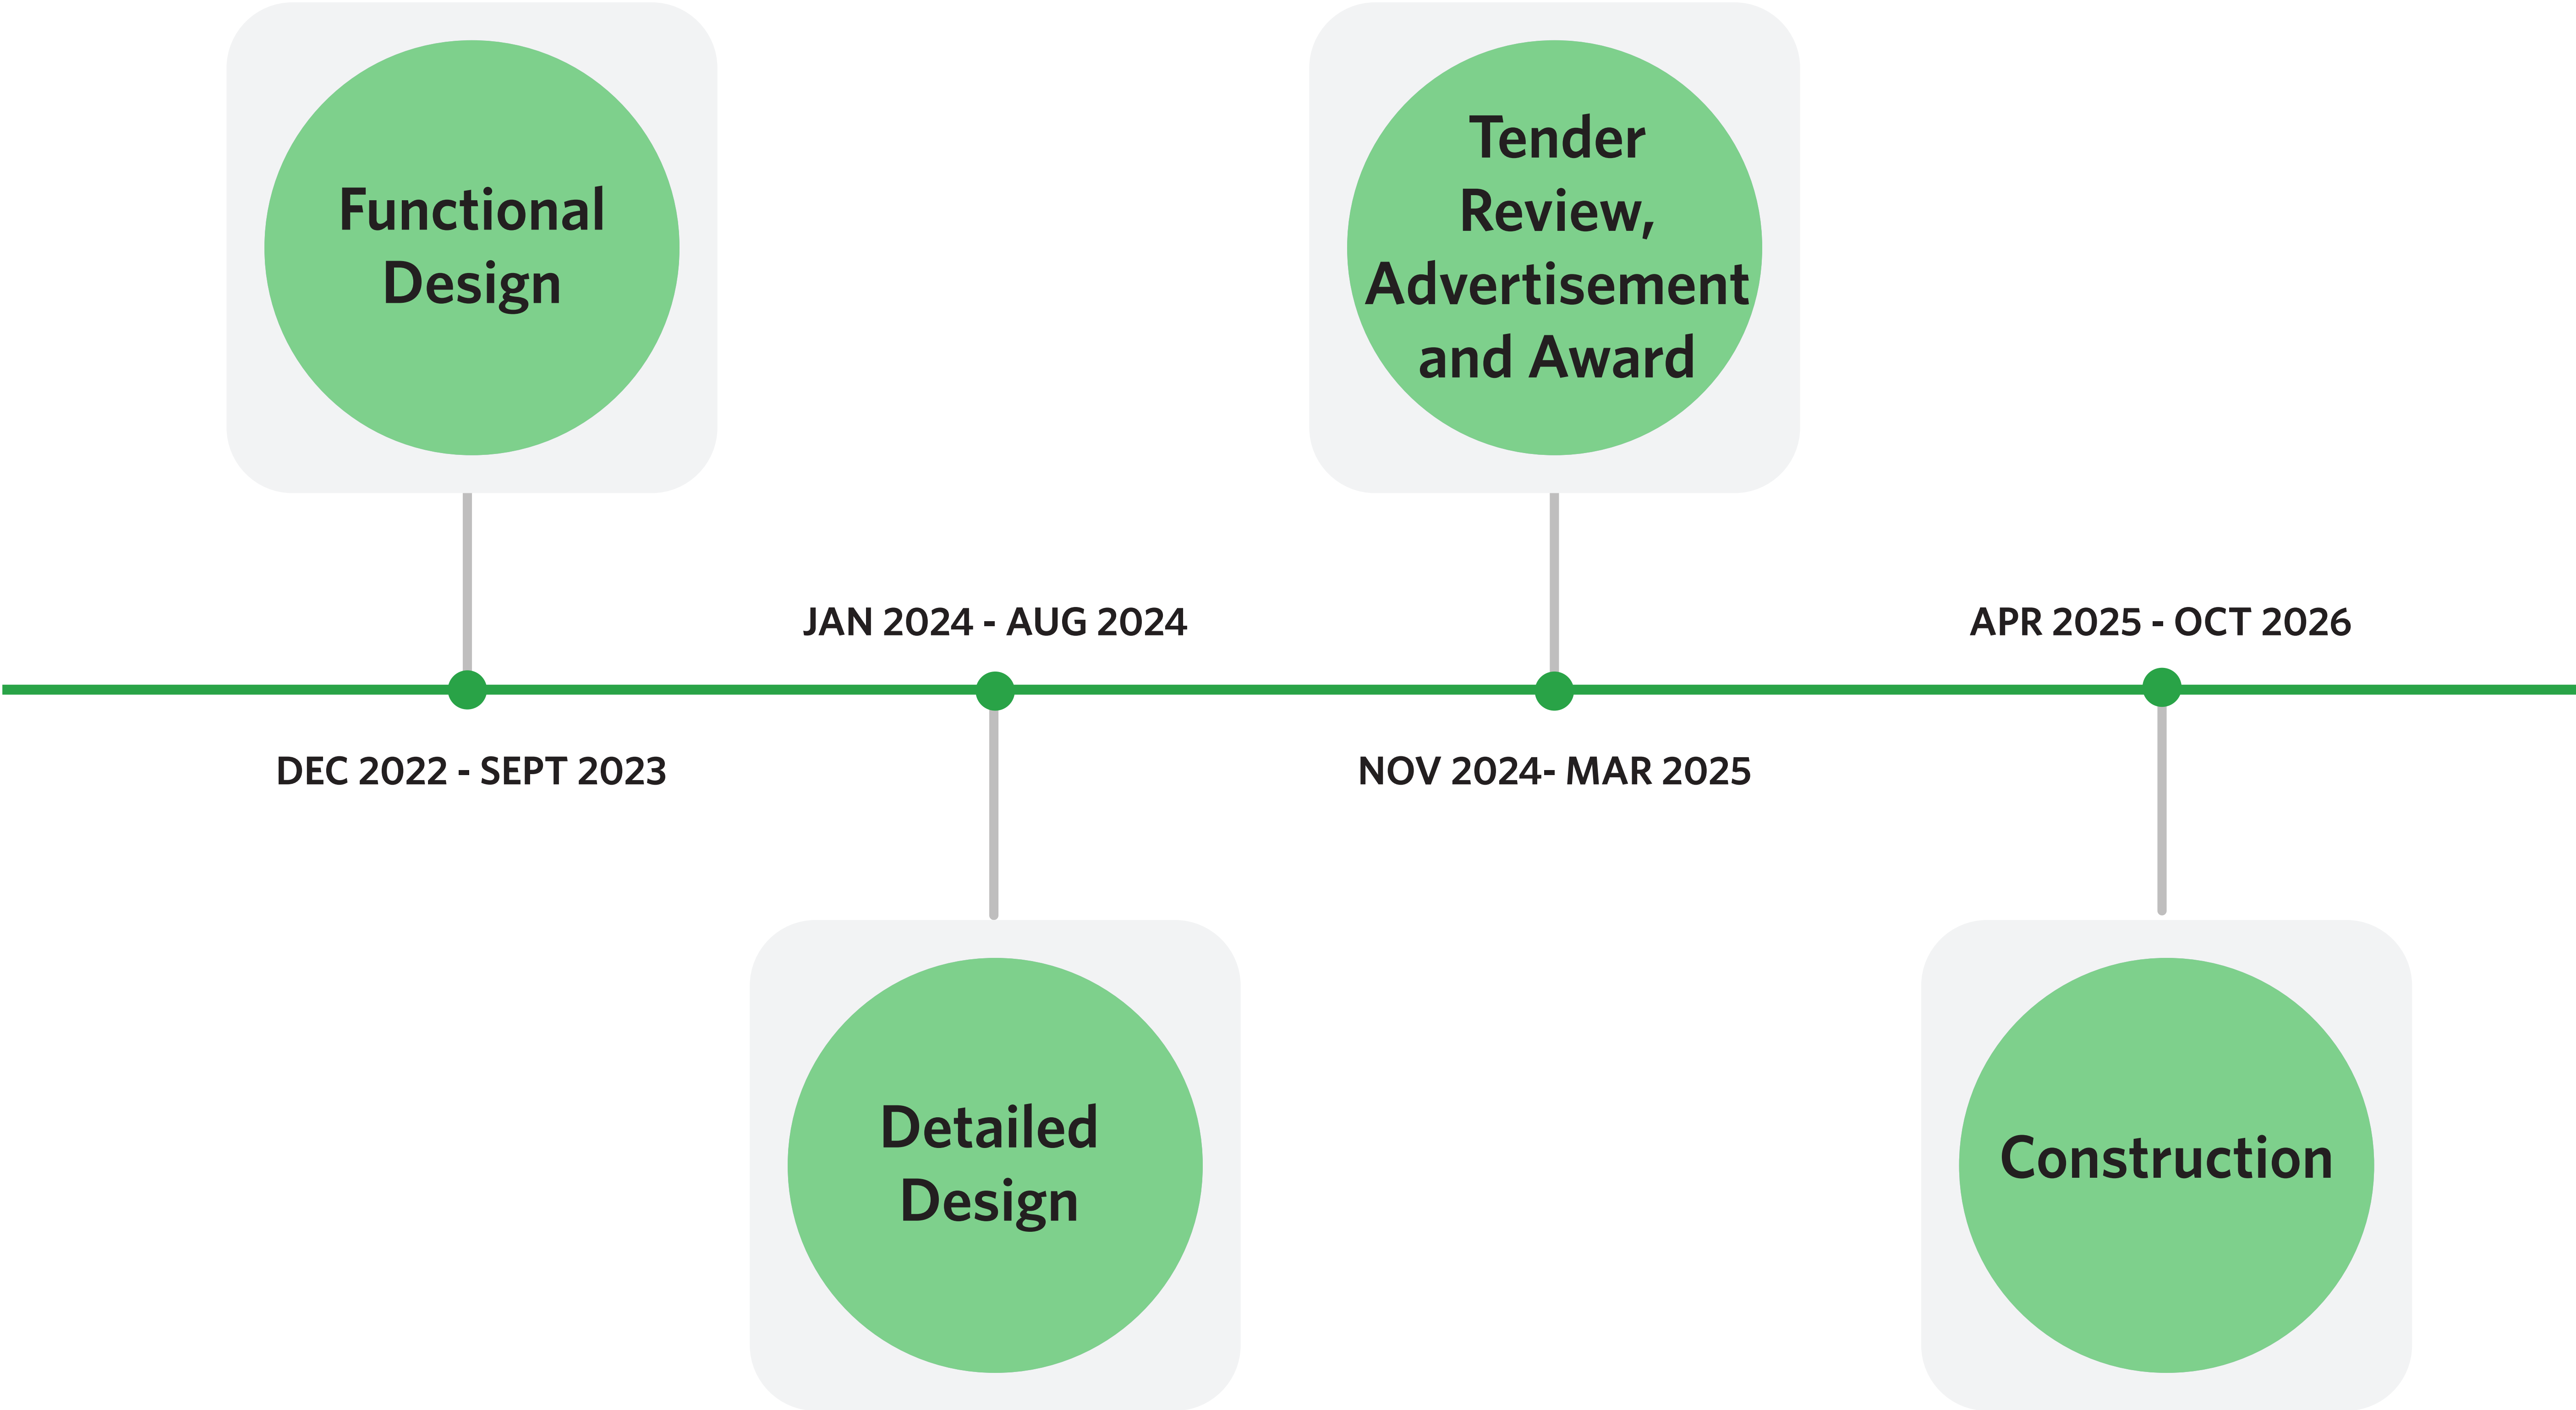 Functional
Design
DEC 2022 - SEPT 2023
JAN 2024 - AUG 2024
Detailed
Design
Tender
Review,
Advertisement
and Award
NOV 2024- MAR 2025
APR 2025 - OCT 2026
Construction